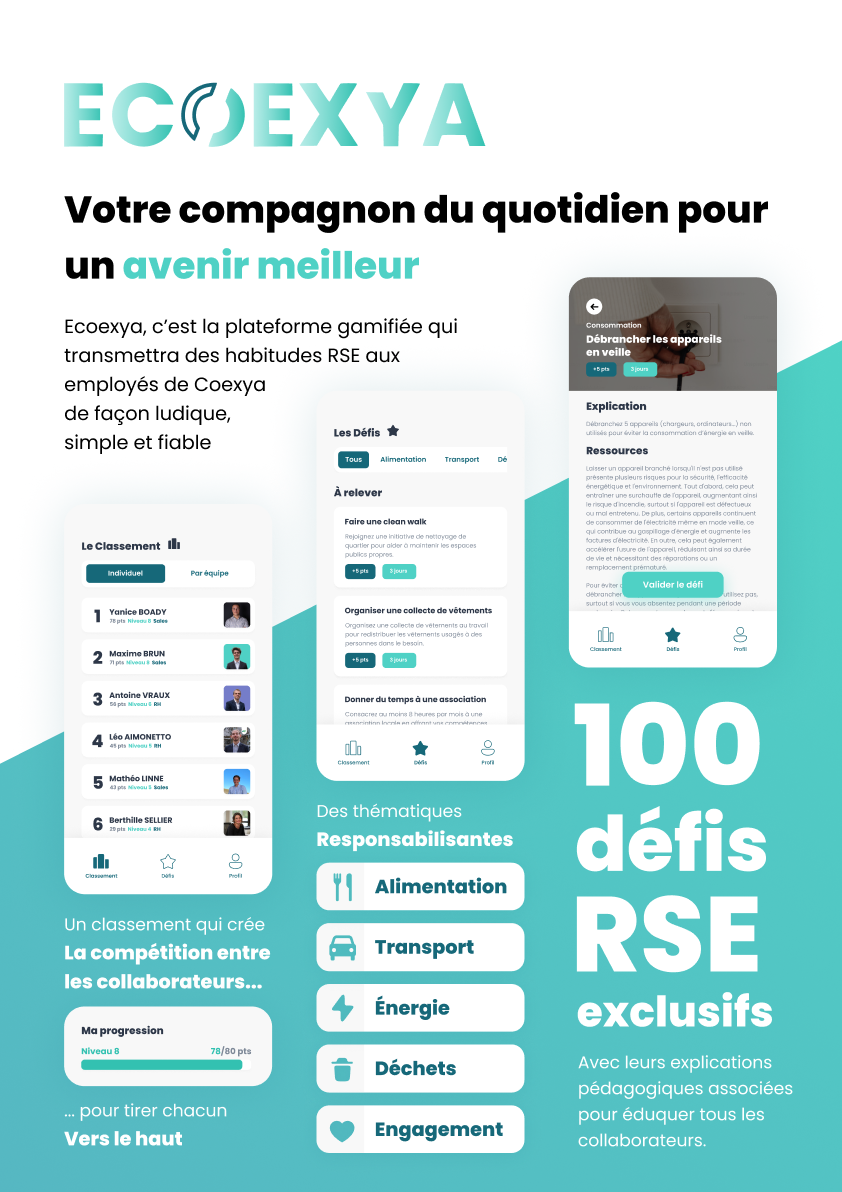 ECOEXYA
Votre compagnon du quotidien pour
un avenir meilleur
Ecoexya, c’est la plateforme gamifiée qui
transmettra des habitudes RSE aux
employés de Coexya
de façon ludique,
simple et fiable
Le Classement
Individuel
Par équipe
1
Yanice BOADY
78 pts Niveau 8 Sales
2
Maxime BRUN
71 pts Niveau 8 Sales
3
Antoine VRAUX
58 pts Niveau 6 RH
4
Léo AIMONETTO
45 pts Niveau 5 RH
5
Mathéo LINNE
43 pts Niveau 5 Sales
6
Berthille SELLIER
39 pts Niveau 4 RH
Classement
Défis
Profil
Un classement qui crée
La compétition entre
les collaborateurs...
Ma progression
Niveau 8
78/80 pts
... pour tirer chacun
Vers le haut
Les Défis
Tous
Alimentation
Transport
Dé
À relever
Faire une clean walk
Rejoignez une initiative de nettoyage de
quartier pour aider à maintenir les espaces
publics propres.
+5 pts
3 jours
Organiser une collecte de vêtements
Organisez une collecte de vêtements au travail
pour redistribuer les vêtements usagés à des
personnes dans le besoin.
+5 pts
3 jours
Donner du temps à une association
Consacrez au moins 8 heures par mois à une
association locale en offrant vos compétences
Classement
Défis
Profil
Des thématiques
Responsabilisantes
Alimentation
Transport
Énergie
Déchets
Engagement
Consommation
Débrancher les appareils
en veille
+5 pts
3 jours
Explication
Débranchez 5 appareils (chargeurs, ordinateurs...) non
utilisés pour éviter la consommation d'énergie en veille.
Ressources
Laisser un appareil branché lorsqu'il n'est pas utilisé
présente plusieurs risques pour la sécurité, l'efficacité
énergétique et l'environnement. Tout d'abord, cela peut
entraîner une surchauffe de l'appareil, augmentant ainsi
le risque d'incendie, surtout si l'appareil est défectueux
ou mal entretenu. De plus, certains appareils continuent
de consommer de l'électricité même en mode veille, ce
qui contribue au gaspillage d'énergie et augmente les
factures d'électricité. En outre, cela peut également
accélérer l'usure de l'appareil, réduisant ainsi sa durée
de vie et nécessitant des réparations ou un
remplacement prématuré.
Pour éviter
débrancher
utilisez pas,
surtout si vous vous absentez pendant une période
Valider le défi
Classement
Défis
Profil
100
défis
RSE
exclusifs
Avec leurs explications
pédagogiques associées
pour éduquer tous les
collaborateurs.